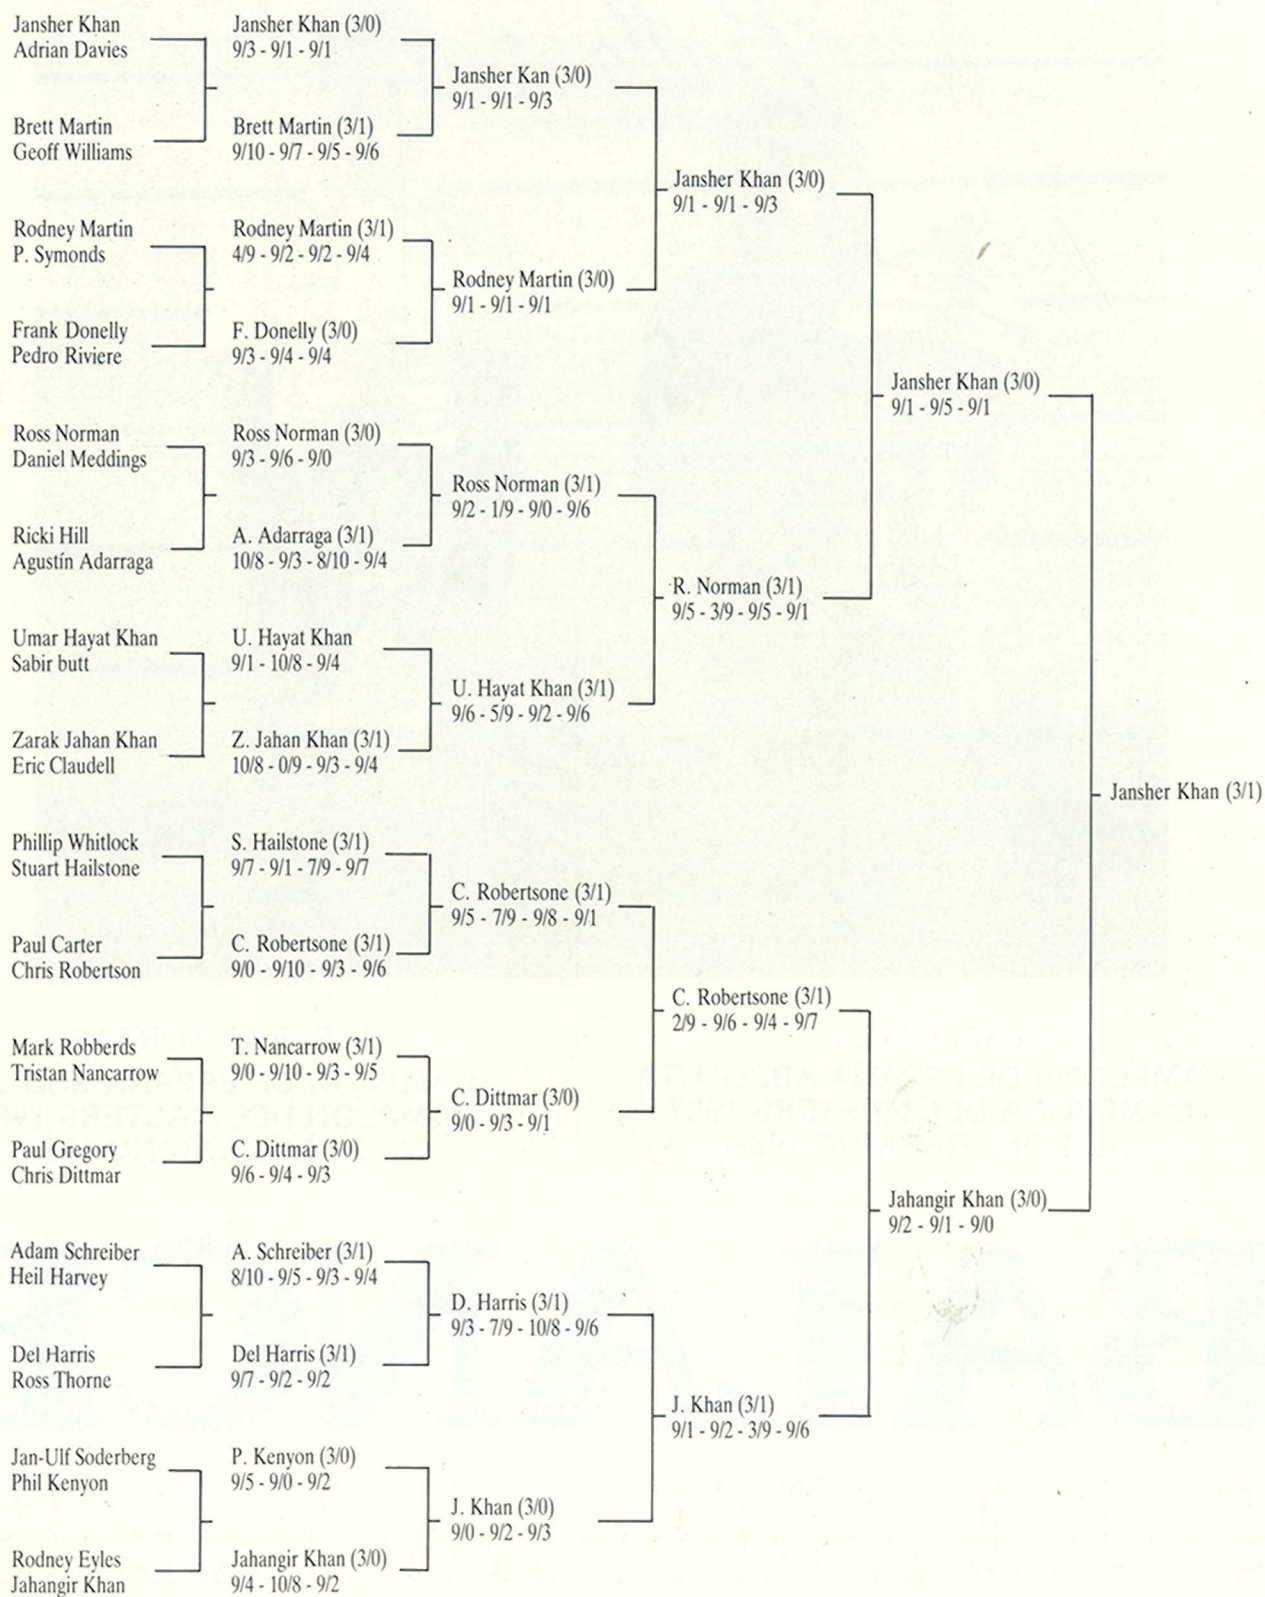 Jansher Khan
Adrian Davies
Brett Martin
Geoff Williams
Rodney Martin
P. Symonds
Frank Donelly
Pedro Riviere
Ross Norman
Daniel Meddings
Ricki Hill
Agustín Adarraga
Umar Hayat Khan
Sabir butt
Zarak Jahan Khan
Eric Claudell
Phillip Whitlock
Stuart Hailstone
Paul Carter
Chris Robertson
Mark Robberds
Tristan Nancarrow
Paul Gregory
Chris Dittmar
Adam Schreiber
Heil Harvey
Del Harris
Ross Thorne
Jan-Ulf Soderberg
Phil Kenyon
Rodney Eyles
Jahangir Khan
Jansher Khan (3/0)
9/3 - 9/1 - 9/1
Brett Martin (3/1)
9/10 - 9/7 - 9/5 - 9/6
Rodney Martin (3/1)
4/9 - 9/2 - 9/2 - 9/4
F. Donelly (3/0)
9/3 - 9/4 - 9/4
Ross Norman (3/0)
9/3 - 9/6 - 9/0
A. Adarraga (3/1)
10/8 - 9/3 - 8/10 - 9/4
U. Hayat Khan
9/1 - 10/8 - 9/4
Z. Jahan Khan (3/1)
10/8 - 0/9 - 9/3 - 9/4
S. Hailstone (3/1)
9/7 - 9/1 - 7/9 - 9/7
C. Robertsone (3/1)
9/0 - 9/10 - 9/3 - 9/6
T. Nancarrow (3/1)
9/0 - 9/10 - 9/3 - 9/5
C. Dittmar (3/0)
9/6 - 9/4 - 9/3
A. Schreiber (3/1)
8/10 - 9/5 - 9/3 - 9/4
Del Harris (3/1)
9/7 - 9/2 - 9/2
P. Kenyon (3/0)
9/5 - 9/0 - 9/2
Jahangir Khan (3/0)
9/4 - 10/8 - 9/2
Jansher Kan (3/0)
9/1 - 9/1 - 9/3
Rodney Martin (3/0)
9/1 - 9/1 - 9/1
Ross Norman (3/1)
9/2 - 1/9 - 9/0 - 9/6
U. Hayat Khan (3/1)
9/6 - 5/9 - 9/2 - 9/6
C. Robertsone (3/1)
9/5 - 7/9 - 9/8 - 9/1
C. Dittmar (3/0)
9/0 - 9/3 - 9/1
D. Harris (3/1)
9/3 - 7/9 - 10/8 - 9/6
J. Khan (3/0)
9/0 - 9/2 - 9/3
Jansher Khan (3/0)
9/1 - 9/1 - 9/3
R. Norman (3/1)
9/5 - 3/9 - 9/5 - 9/1
C. Robertsone (3/1)
2/9 - 9/6 - 9/4 - 9/7
J. Khan (3/1)
9/1 - 9/2 - 3/9 - 9/6
Jansher Khan (3/0)
9/1 - 9/5 - 9/1
Jahangir Khan (3/0)
9/2 - 9/1 - 9/0
Jansher Khan (3/1)